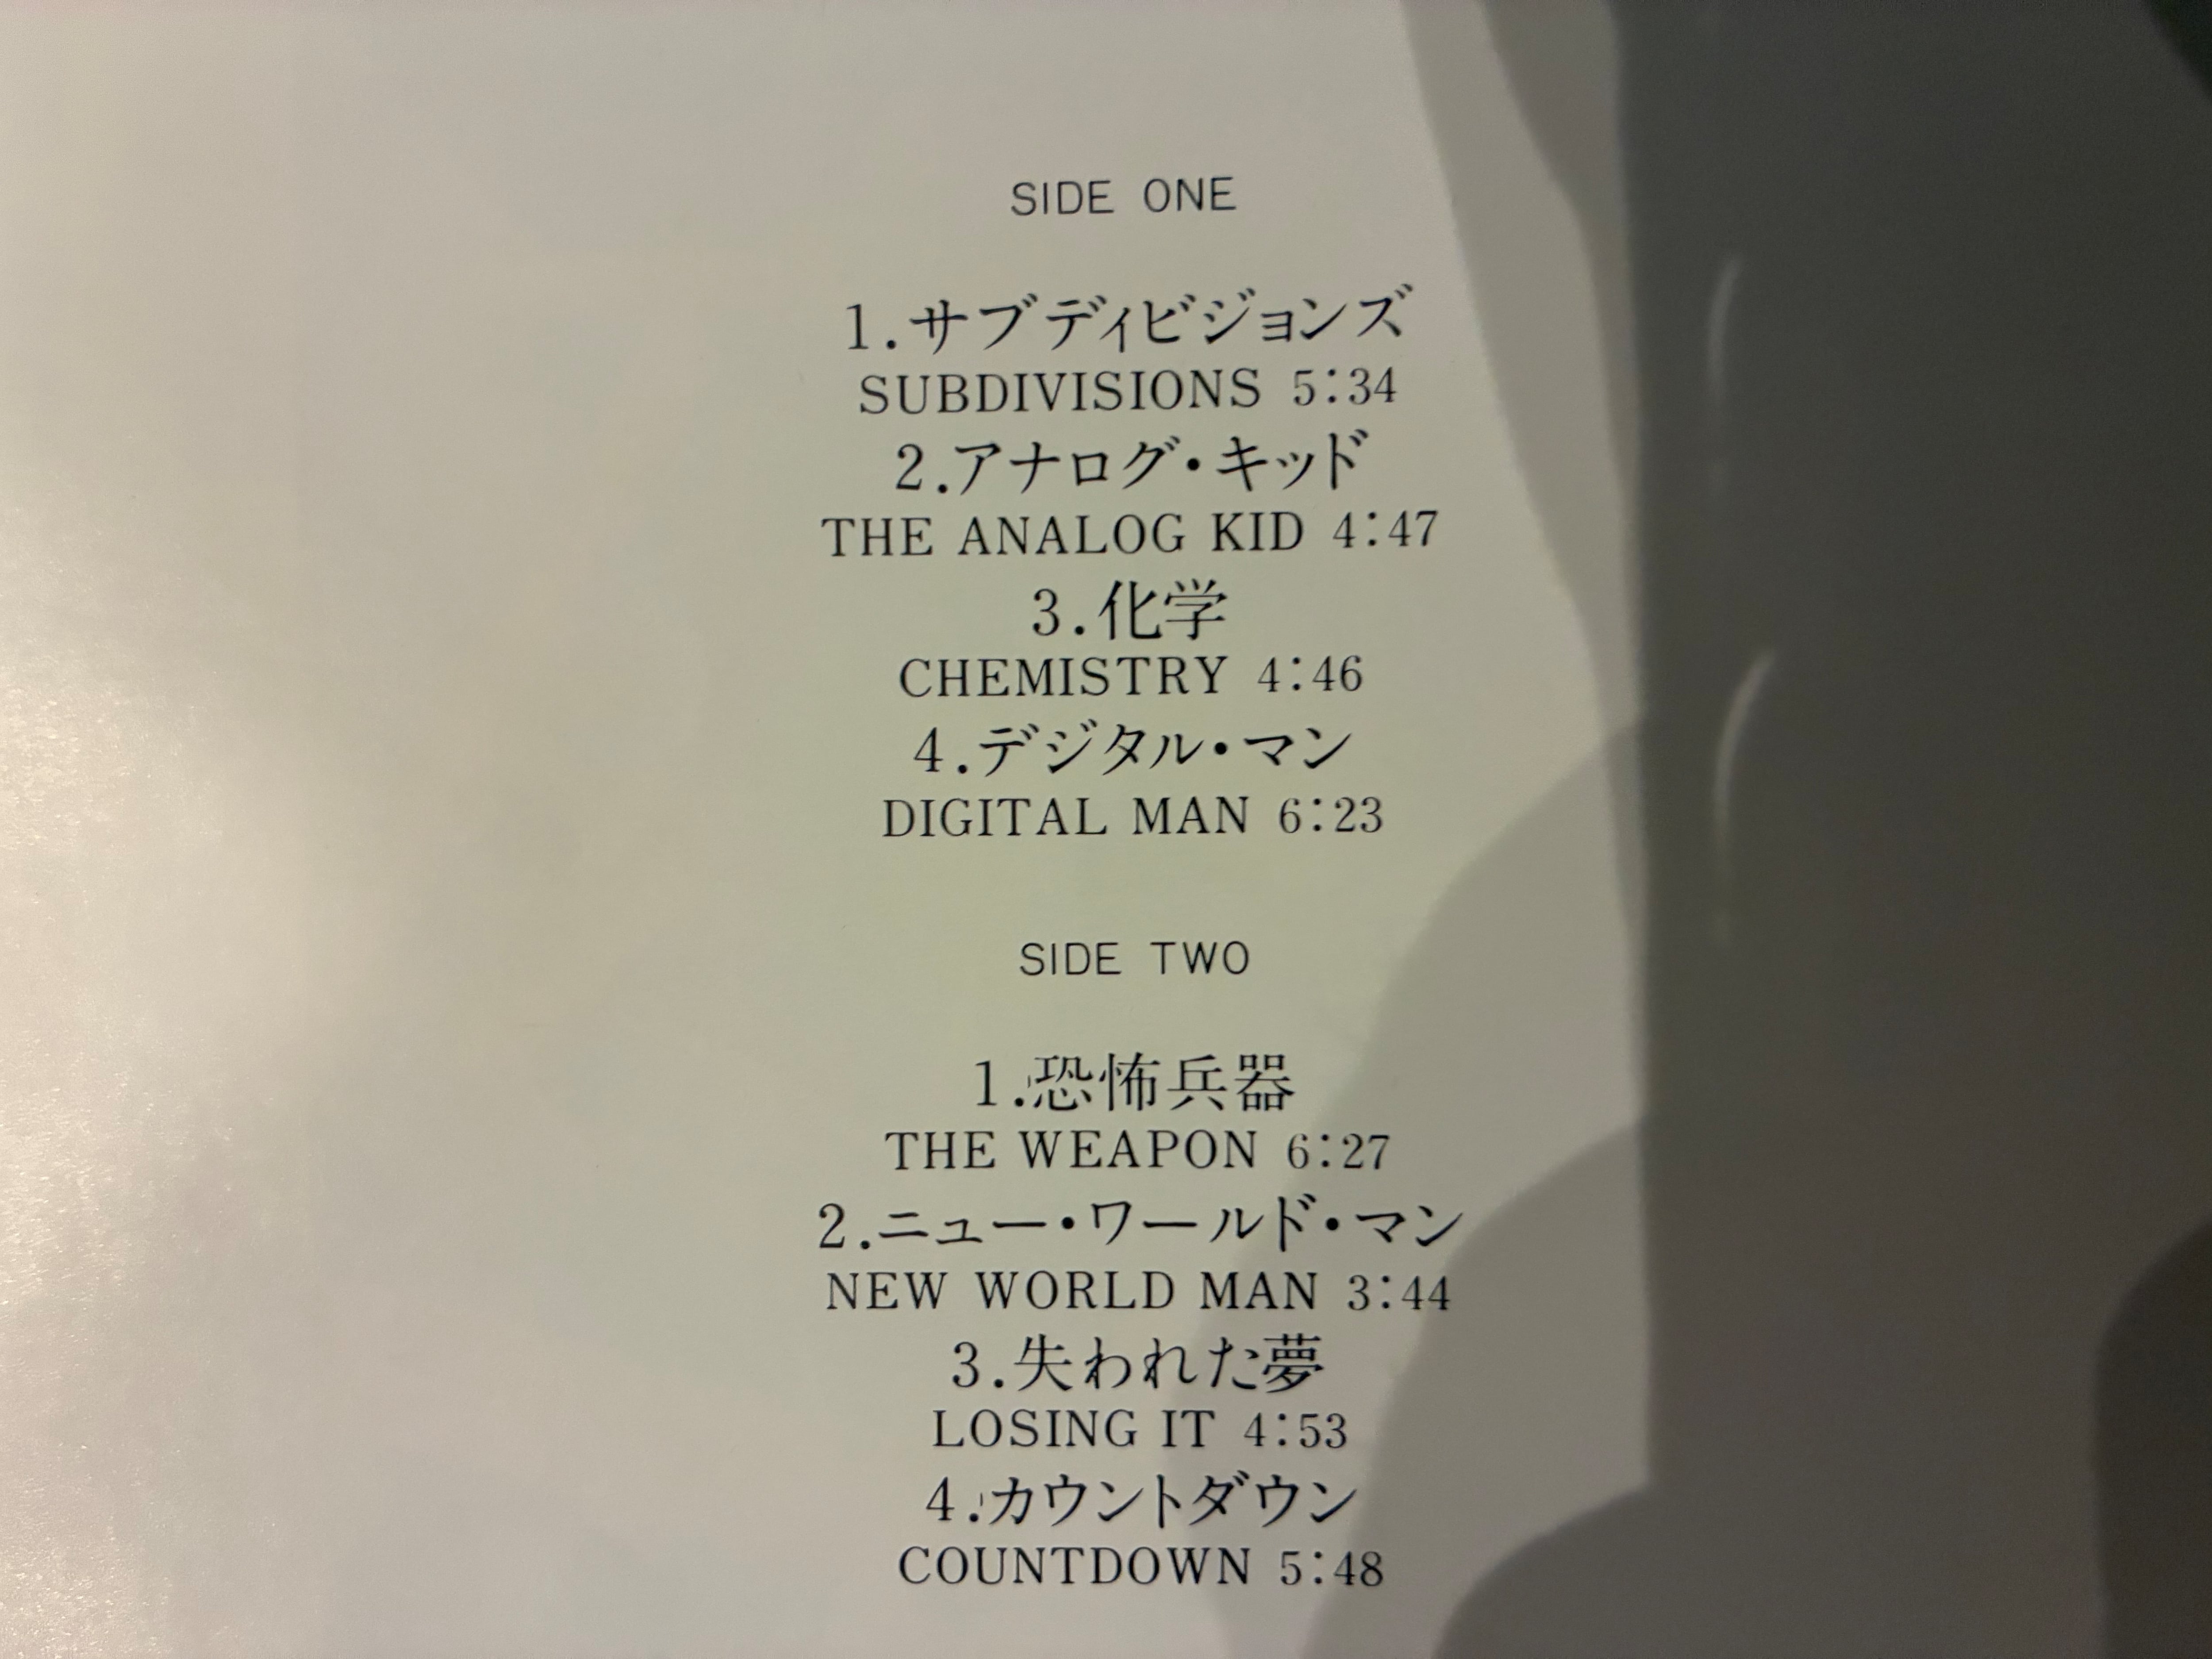 SIDE ONE
1.サブディビジョンズ
SUBDIVISIONS 5:34
2.アナログ・キッド
THE ANALOG KID 4:47
3.化学
CHEMISTRY 4:46
4.デジタル・マン
DIGITAL MAN 6:23
SIDE TWO
1.恐怖兵器
THE WEAPON 6:27
2.ニュー・ワールド・マン
NEW WORLD MAN 3:44
3.失われた夢
LOSING IT 4:53
4.カウントダウン
COUNTDOWN 5:48